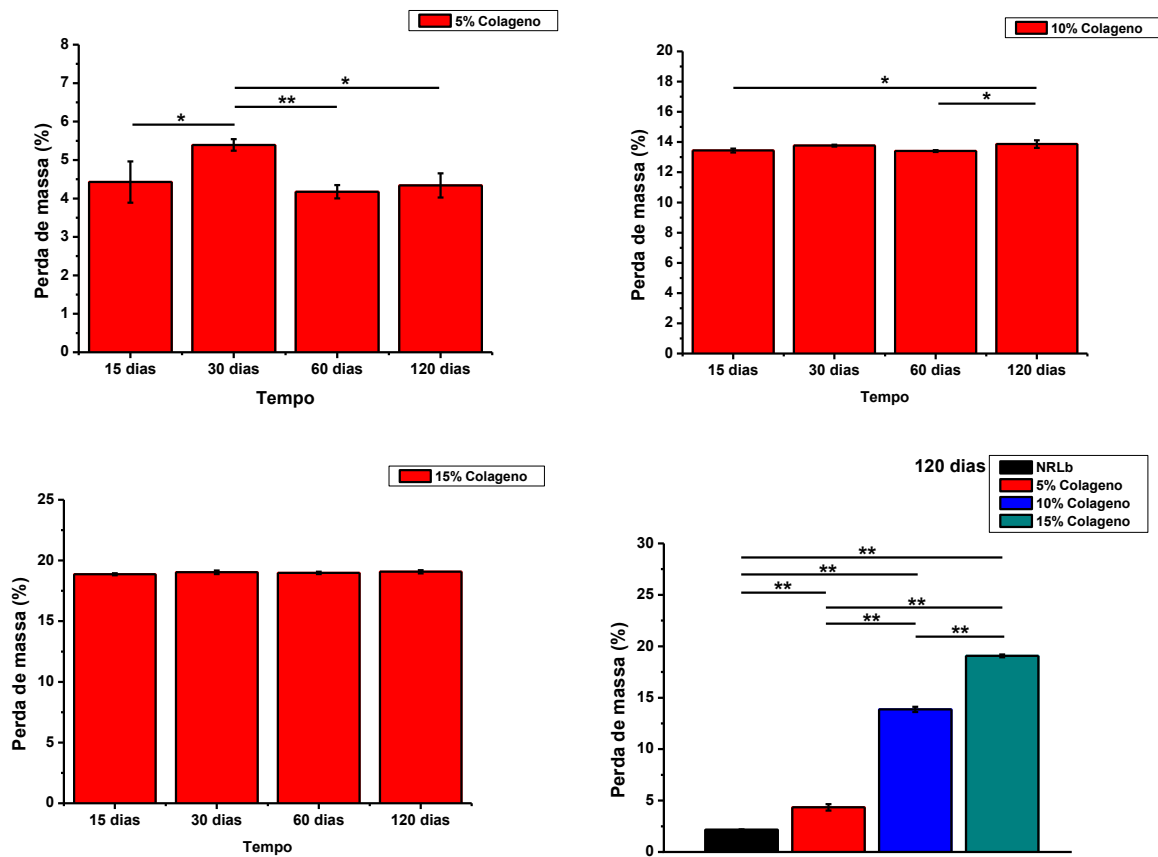 5% Colageno
8
7
6
5
4
3
2
1
0
Perda de massa (%)
*
**
*
15 dias 30 dias 60 dias 120 dias
Tempo
10% Colageno
20
18
16
14
12
10
8
6
4
2
0
Perda de massa (%)
*
*
15 dias 30 dias 60 dias 120 dias
Tempo
15% Colageno
25
20
15
10
5
0
Perda de massa (%)
15 dias 30 dias 60 dias 120 dias
Tempo
120 dias
NRLb
5% Colageno
10% Colageno
15% Colageno
30
25
20
15
10
5
0
Perda de massa (%)
**
**
**
**
**
**